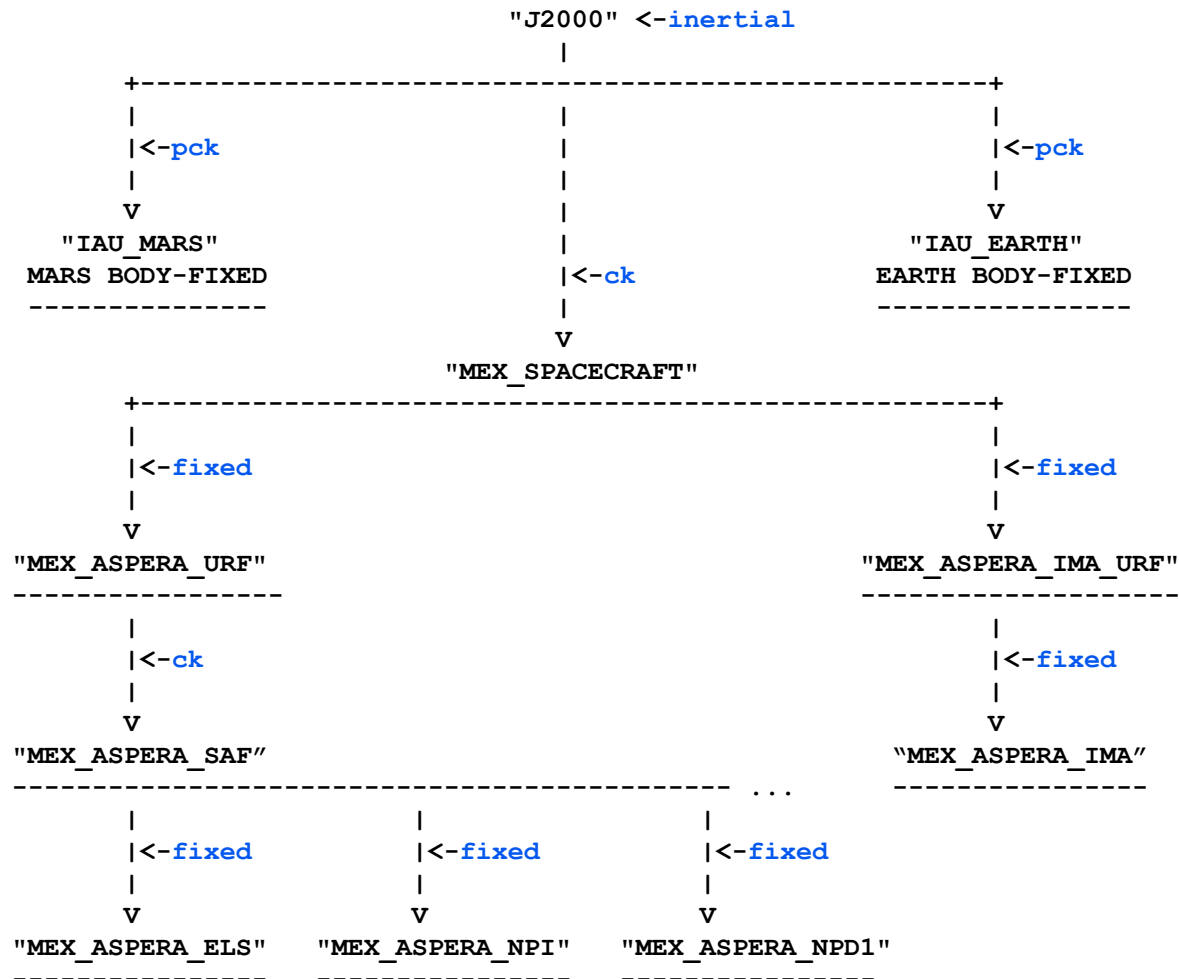 "J2000" <-inertial
|
+-------------------------------------------------------+
| | |
|<-pck | |<-pck
| | |
V | V
"IAU_MARS" | "IAU_EARTH"
MARS BODY-FIXED |<-ck EARTH BODY-FIXED
--------------- | ----------------
V
"MEX_SPACECRAFT"
+-------------------------------------------------------+
| |
|<-fixed |<-fixed
| |
V V
"MEX_ASPERA_URF" "MEX_ASPERA_IMA_URF"
----------------- --------------------
| |
|<-ck |<-fixed
| |
V V
"MEX_ASPERA_SAF” “MEX_ASPERA_IMA”
---------------------------------------------- ... ----------------
| | |
|<-fixed |<-fixed |<-fixed
| | |
V V V
"MEX_ASPERA_ELS" "MEX_ASPERA_NPI" "MEX_ASPERA_NPD1"
---------------- ---------------- ----------------